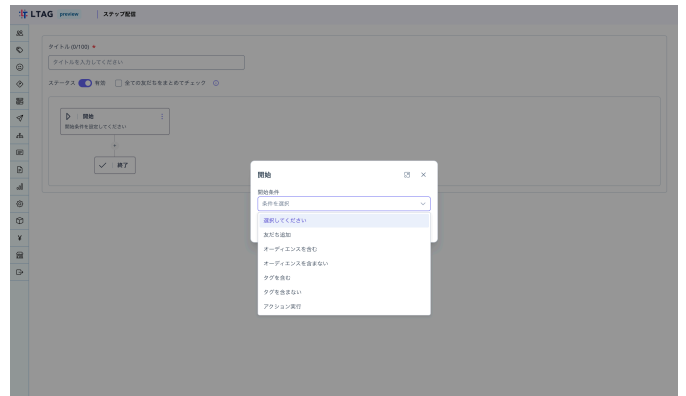 LTAG preview ステップ配信
タイトル (0/100)
タイトルを入力してください
ステータス 有効 全ての友だちをまとめてチェック
開始
開始条件を設定してください
終了
開始
開始条件
条件を選択
選択してください
友だち追加
オーディエンスを含む
オーディエンスを含まない
タグを含む
タグを含まない
アクション実行